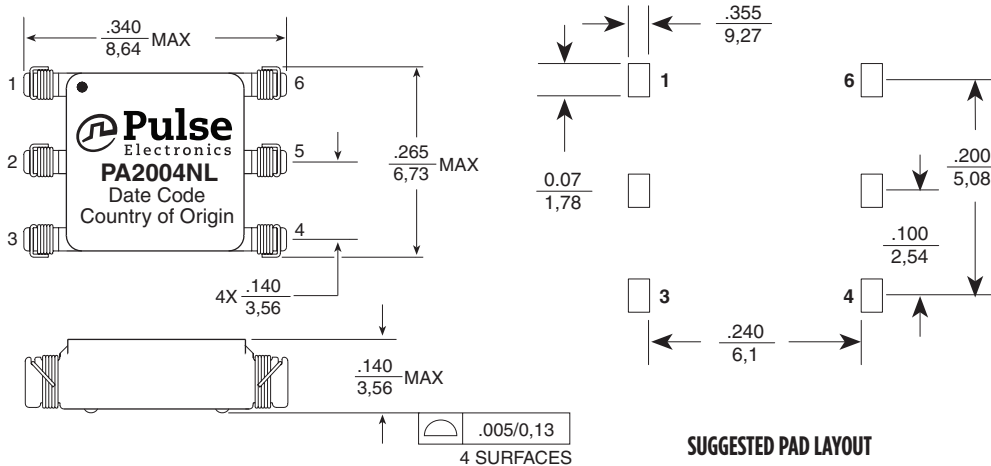 .340
8,64 MAX
1
6
2
5
3
4
Pulse
Electronics
PA2004NL
Date Code
Country of Origin
.265
6,73 MAX
4X .140
3,56
.140
3,56 MAX
.005/0,13
4 SURFACES
.355
9,27
1
6
0.07
1,78
.200
5,08
.100
2,54
3
4
.240
6,1
SUGGESTED PAD LAYOUT